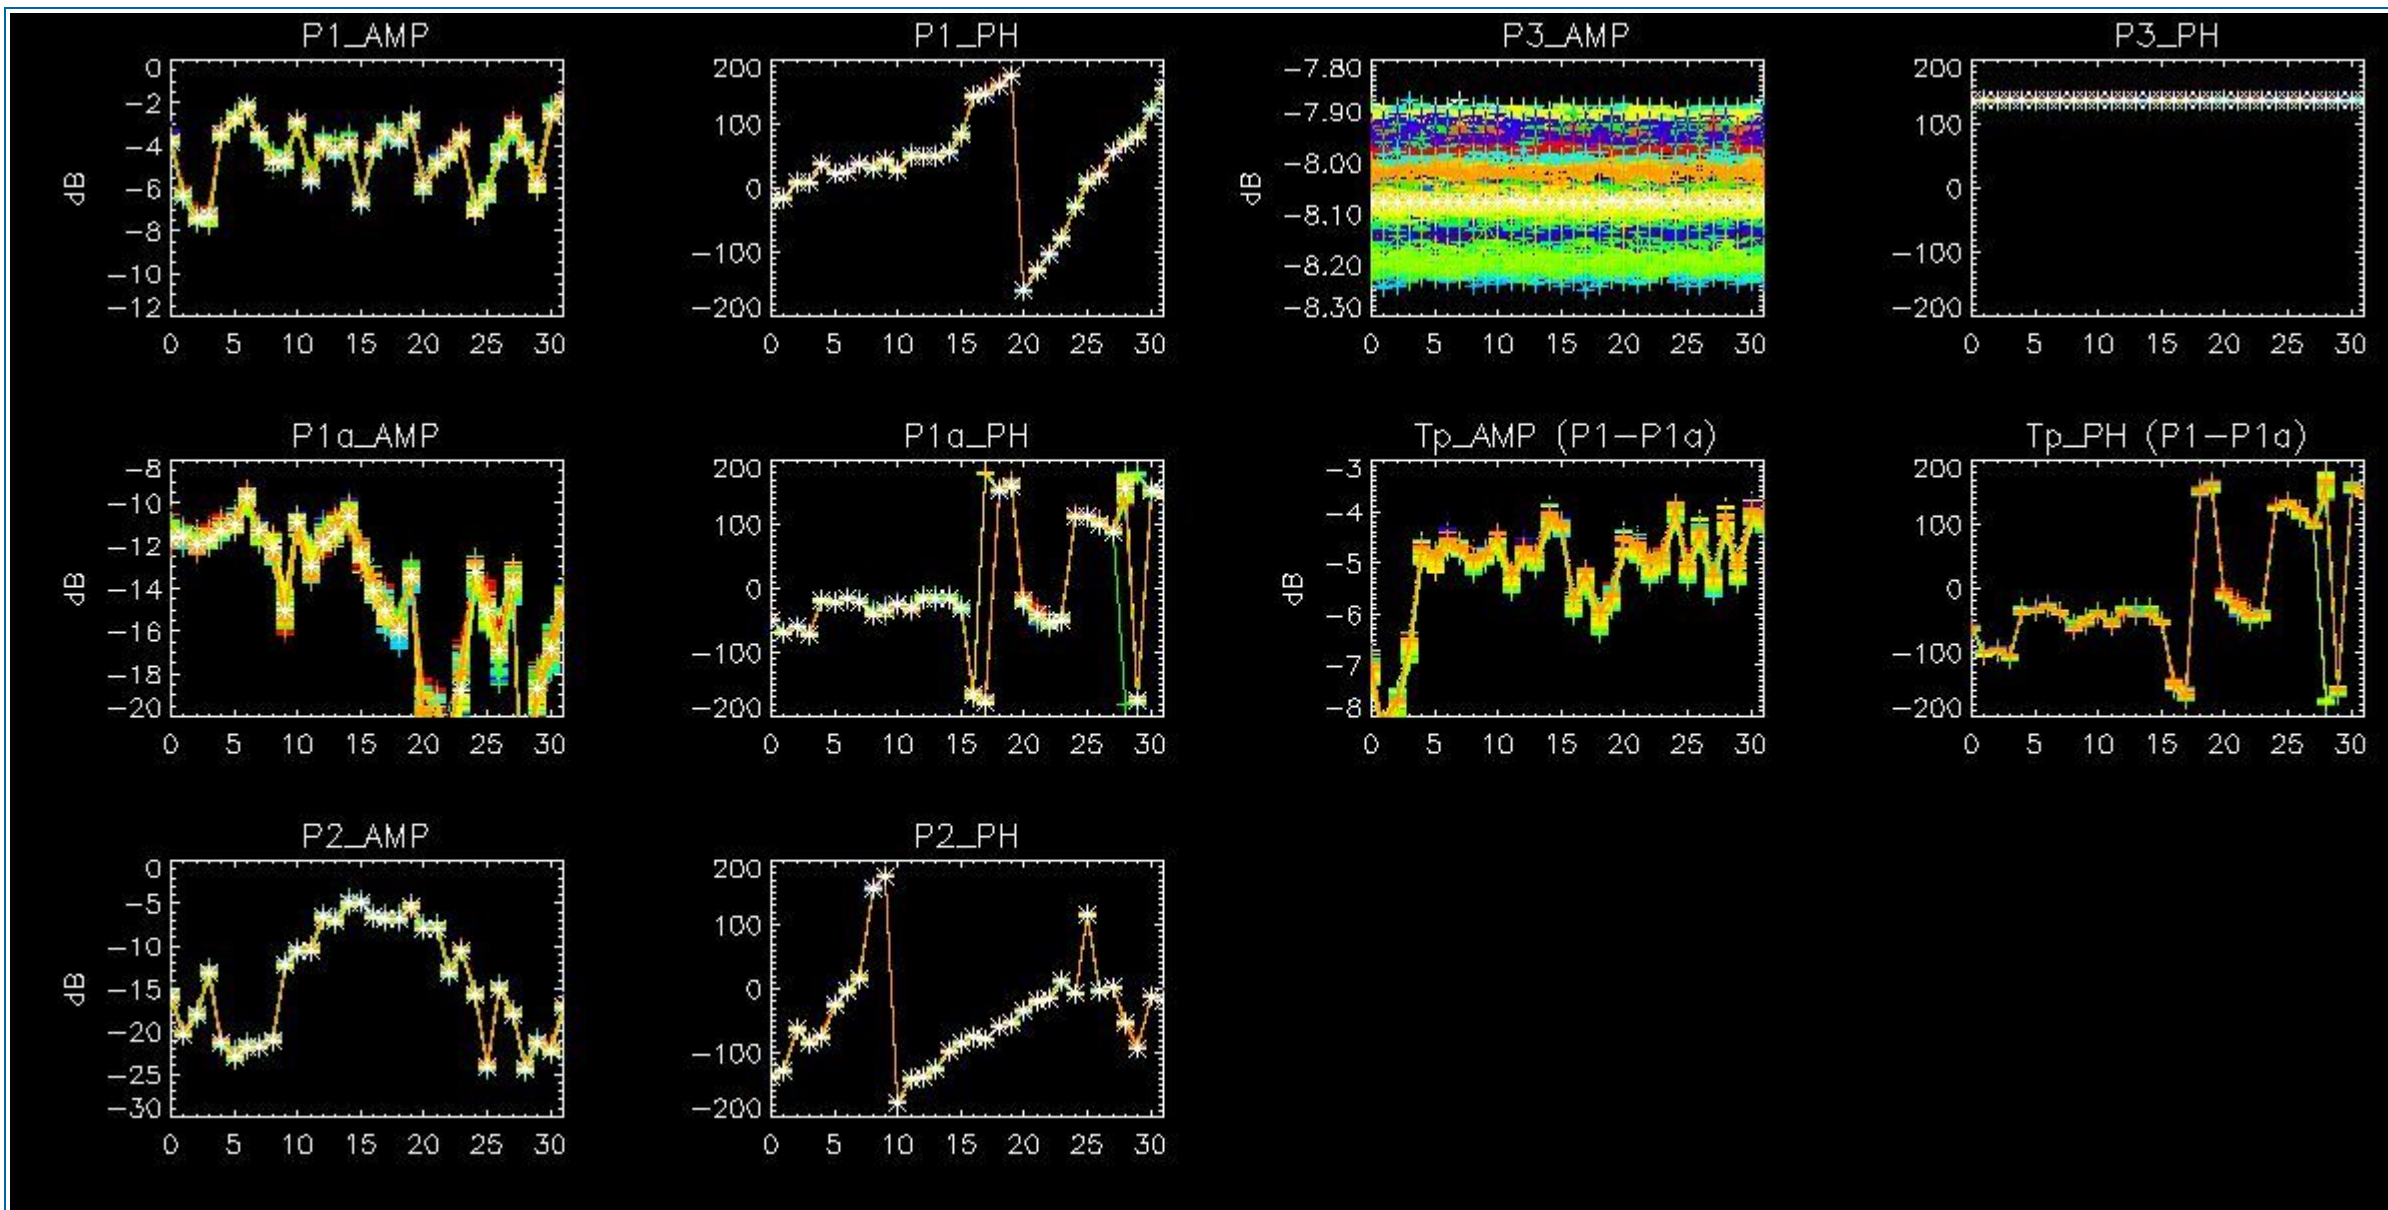 P1_AMP P1_PH P3_AMP P3_PH
0 200 -7.80 200
-2 100 -7.90 100
-4 0 -8.00 0
-6 -100 -8.10 -100
-8 -200 -8.20 -200
-10 -8.30
-12
dB dB
0 5 10 15 20 25 30 0 5 10 15 20 25 30 0 5 10 15 20 25 30 0 5 10 15 20 25 30
P1a_AMP P1a_PH Tp_AMP (P1-P1a) Tp_PH (P1-P1a)
-8 200 -3 200
-10 100 -4 100
-12 0 -5 0
-14 -100 -6 -100
-16 -200 -7 -200
-18 -8
-20
dB dB
0 5 10 15 20 25 30 0 5 10 15 20 25 30 0 5 10 15 20 25 30 0 5 10 15 20 25 30
P2_AMP P2_PH
0 200
-5 100
-10 0
-15 -100
-20 -200
-25
-30
dB
0 5 10 15 20 25 30 0 5 10 15 20 25 30